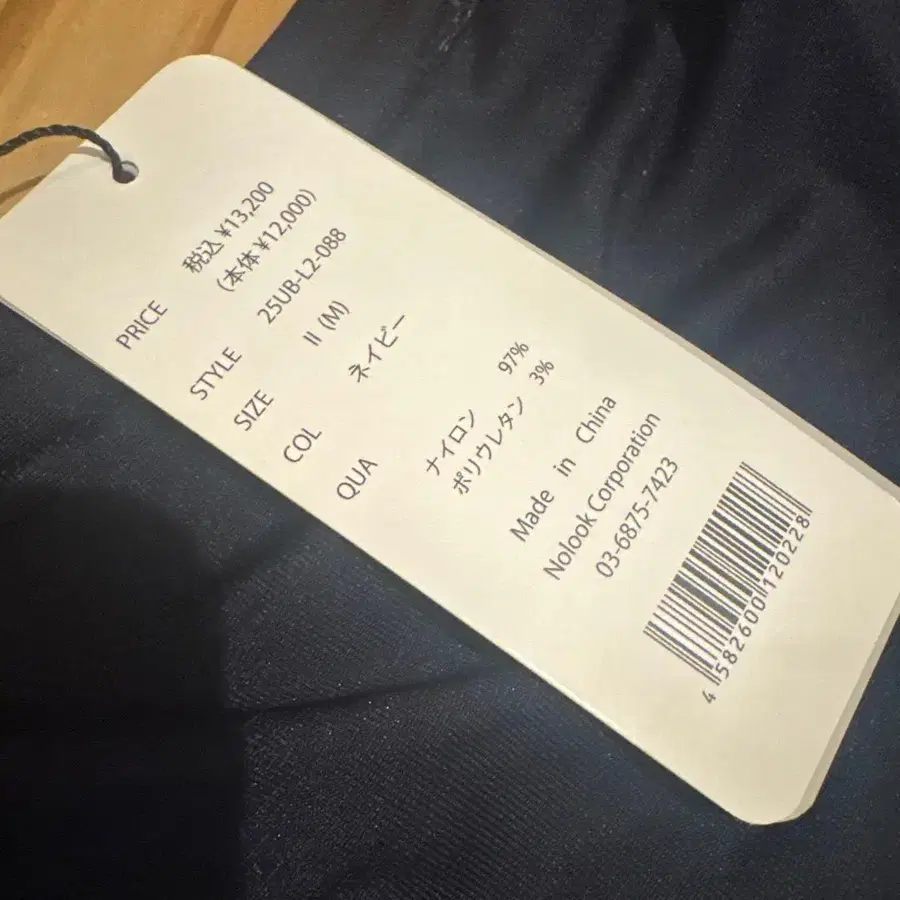 PRICE 税込 ¥13,200
(本体 ¥12,000)
STYLE 25UB-L2-088
SIZE II (M)
COL ネイビー
QUA
ナイロン 97%
ポリウレタン 3%
Made in China
Nolook Corporation
03-6875-7423
4 582600 120228